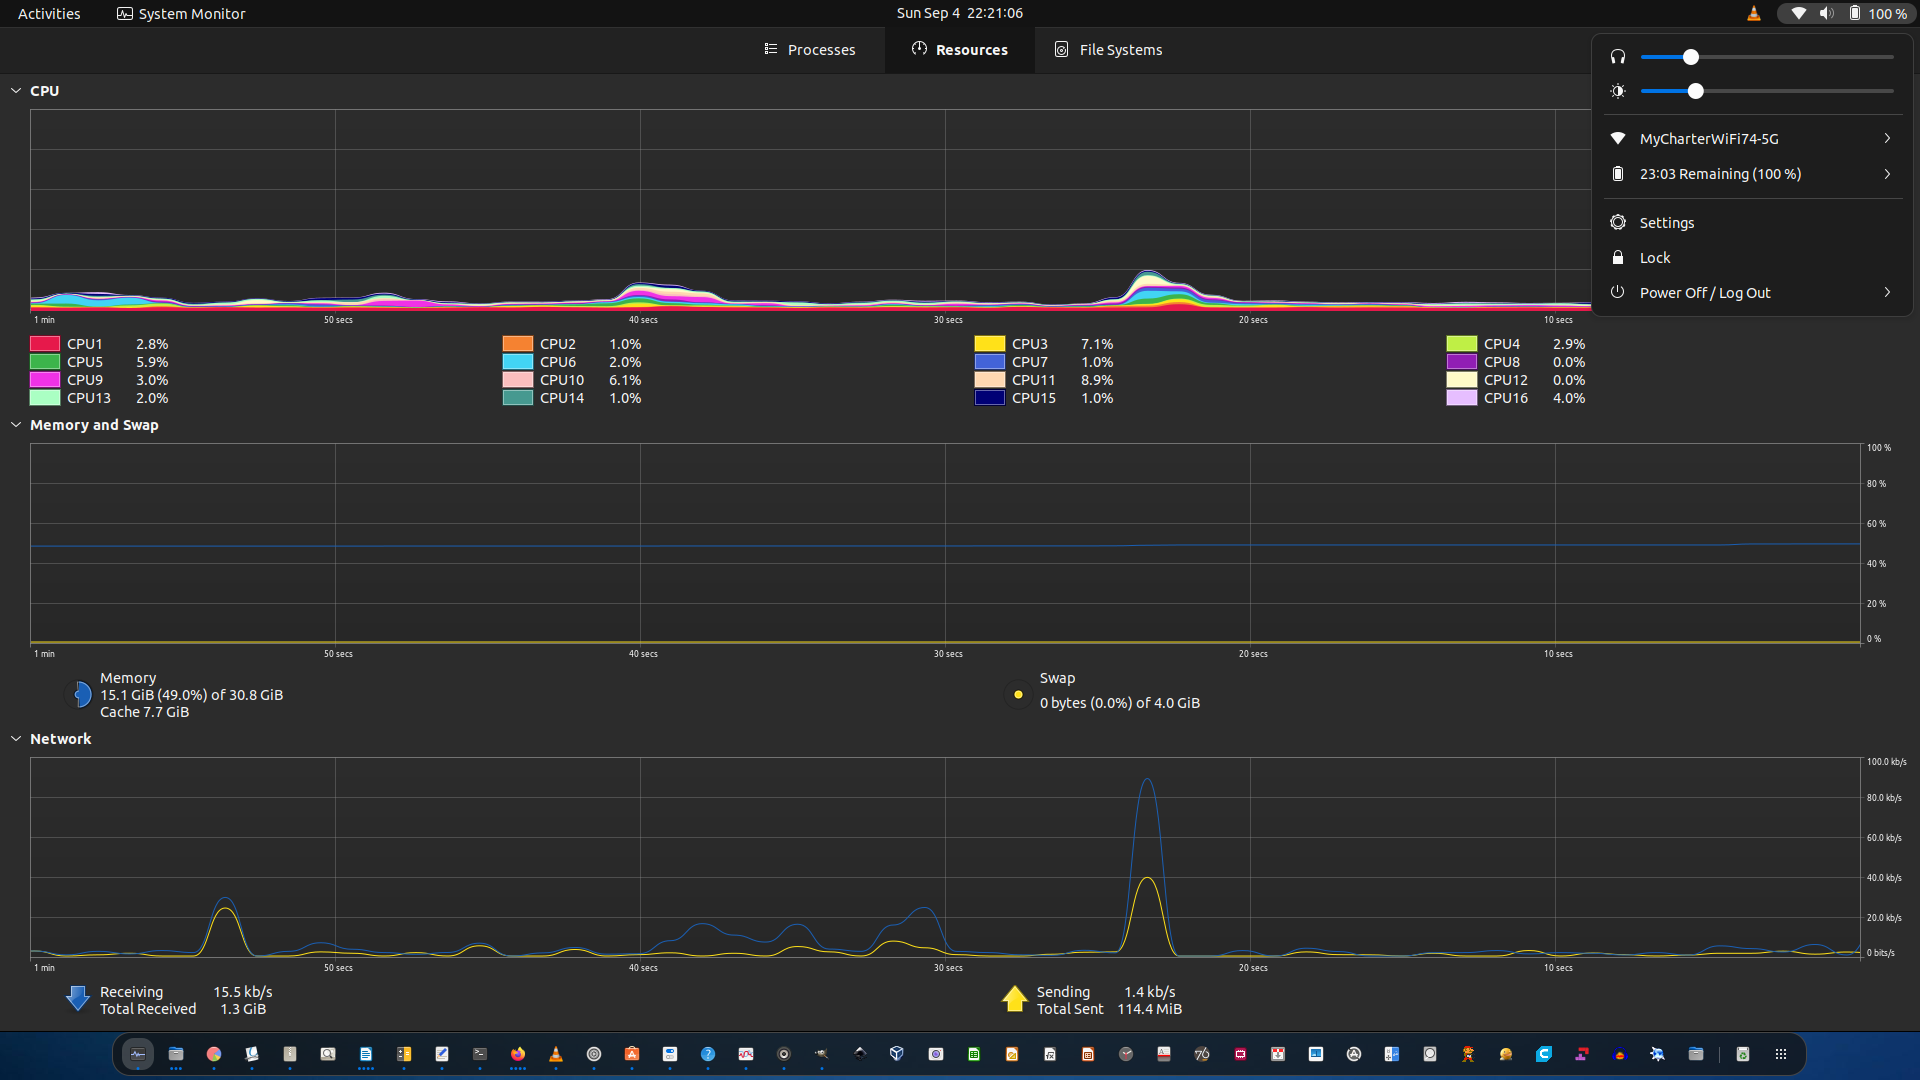 Activities
System Monitor
Sun Sep 4 22:21:06
100 %
Processes
Resources
File Systems
MyCharterWiFi74-5G
23:03 Remaining (100 %)
Settings
Lock
Power Off / Log Out
CPU
1 min
50 secs
40 secs
30 secs
20 secs
10 secs
CPU1 2.8%
CPU2 1.0%
CPU3 7.1%
CPU4 2.9%
CPU5 5.9%
CPU6 2.0%
CPU7 1.0%
CPU8 0.0%
CPU9 3.0%
CPU10 6.1%
CPU11 8.9%
CPU12 0.0%
CPU13 2.0%
CPU14 1.0%
CPU15 1.0%
CPU16 4.0%
Memory and Swap
100 %
80 %
60 %
40 %
20 %
0 %
1 min
50 secs
40 secs
30 secs
20 secs
10 secs
Memory
15.1 GiB (49.0%) of 30.8 GiB
Cache 7.7 GiB
Swap
0 bytes (0.0%) of 4.0 GiB
Network
100.0 kb/s
80.0 kb/s
60.0 kb/s
40.0 kb/s
20.0 kb/s
0 bits/s
1 min
50 secs
40 secs
30 secs
20 secs
10 secs
Receiving 15.5 kb/s
Total Received 1.3 GiB
Sending 1.4 kb/s
Total Sent 114.4 MiB
76